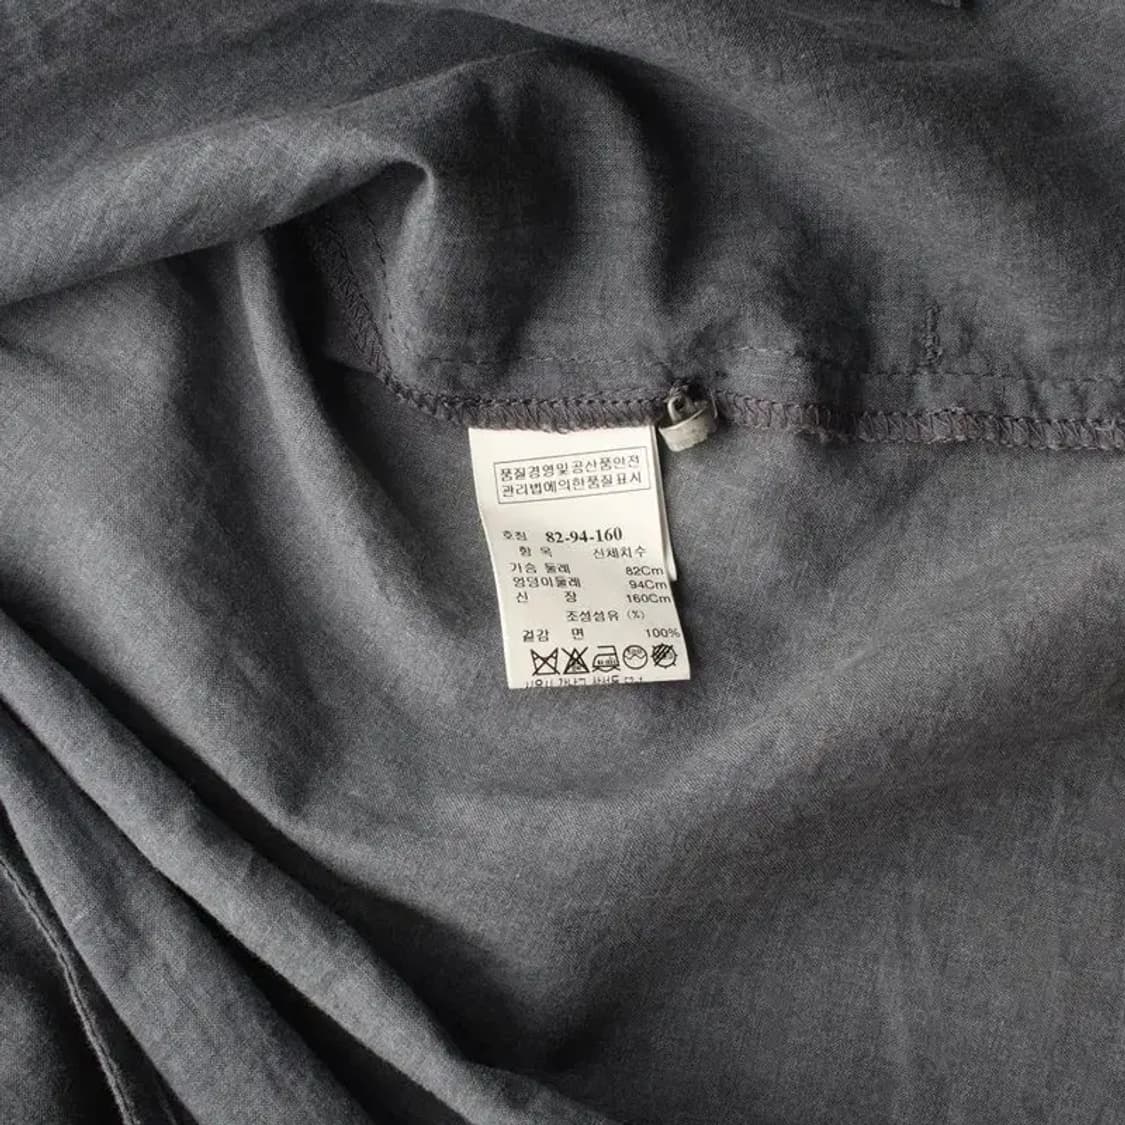 품질경영및공산품안전
관리법에의한품질표시
호칭 82-94-160
항 목 신체치수
가슴 둘레 82Cm
엉덩이둘레 94Cm
신 장 160Cm
조성섬유 (%)
겉감 면 100%